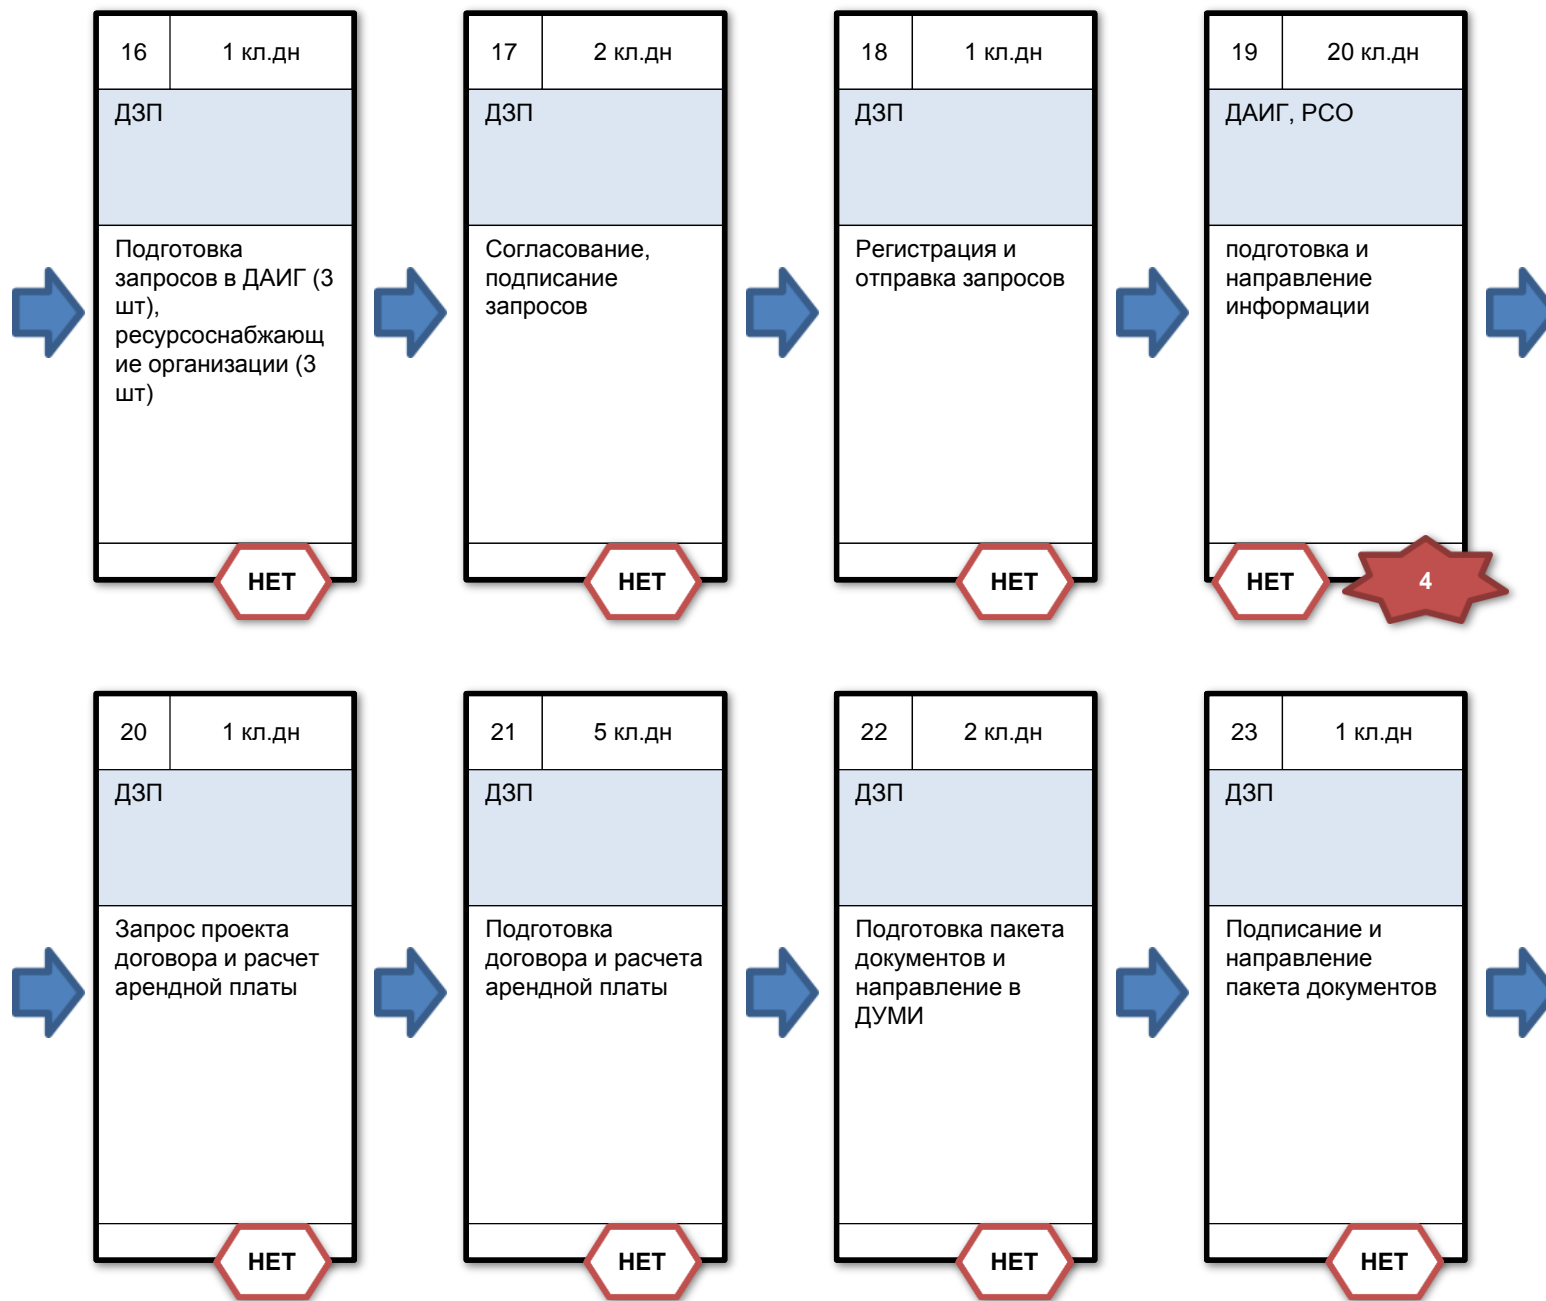 16
1 кл.дн
ДЗП
Подготовка
запросов в ДАИГ (3
шт),
ресурсоснабжающ
ие организации (3
шт)
НЕТ
17
2 кл.дн
ДЗП
Согласование,
подписание
запросов
НЕТ
18
1 кл.дн
ДЗП
Регистрация и
отправка запросов
НЕТ
19
20 кл.дн
ДАИГ, РСО
подготовка и
направление
информации
НЕТ
4
20
1 кл.дн
ДЗП
Запрос проекта
договора и расчет
арендной платы
НЕТ
21
5 кл.дн
ДЗП
Подготовка
договора и расчета
арендной платы
НЕТ
22
2 кл.дн
ДЗП
Подготовка пакета
документов и
направление в
ДУМИ
НЕТ
23
1 кл.дн
ДЗП
Подписание и
направление
пакета документов
НЕТ